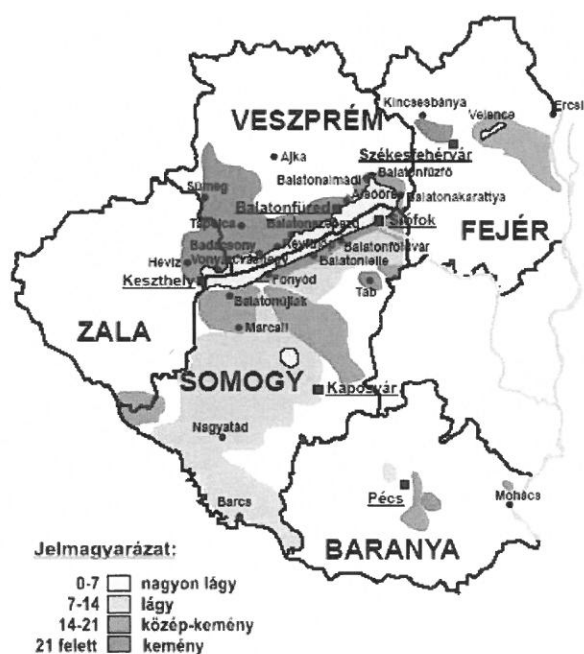 Kincsesbánya
Velence
Ercsi
VESZPRÉM
Székesfehérvár
Ajka
Balatonfűzfő
Balatonalmádi
Sümeg
Alsóörs
Balatonakarattya
Balatonfüred
Siófok
Tapolca
FEJÉR
Badacsony
Balatonföldvár
Hévíz
Balatonlelle
Keszthely
Fonyód
Tab
Balatonújlak
ZALA
Marcali
SOMOGY
Kaposvár
Nagyatád
Pécs
Mohács
Barcs
BARANYA
Jelmagyarázat:
0-7 nagyon lágy
7-14 lágy
14-21 közép-kemény
21 felett kemény